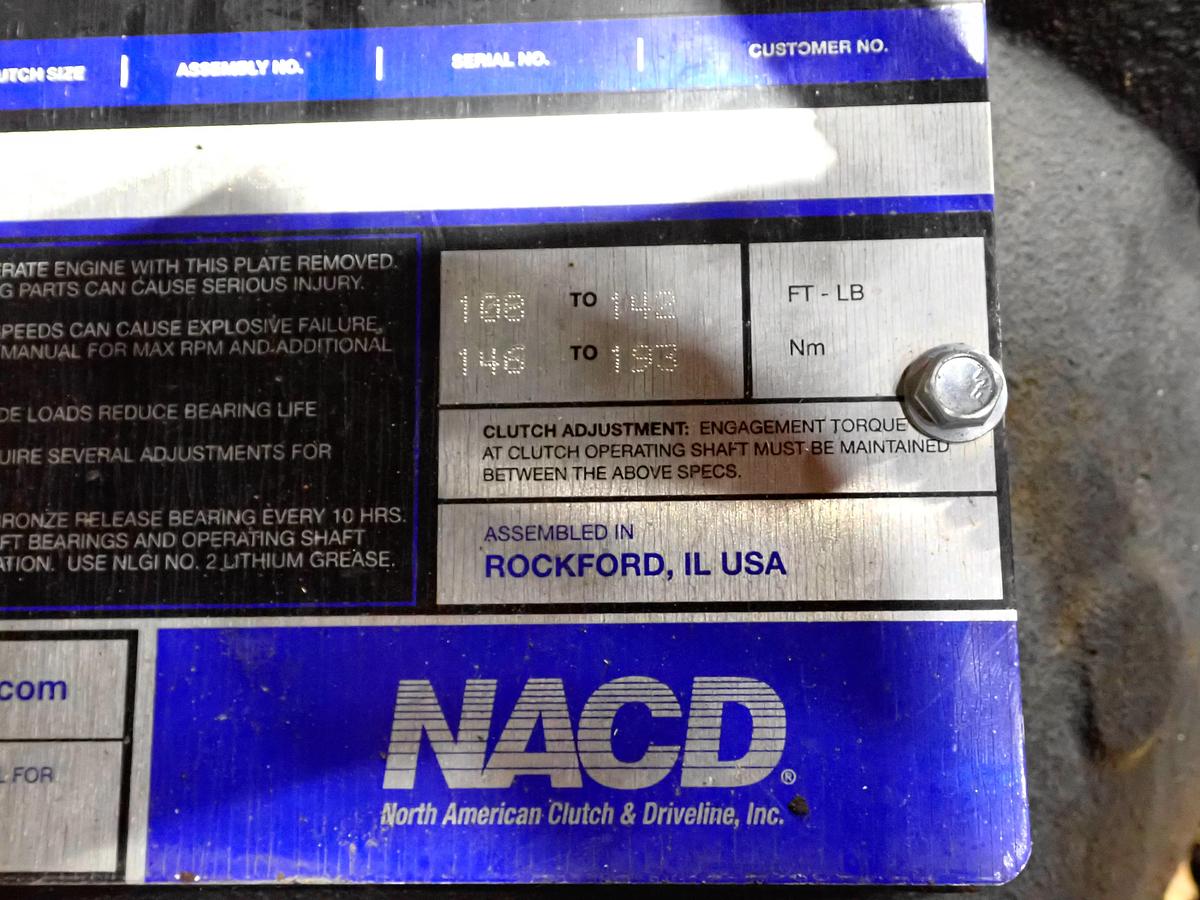 UTCH SIZE | ASSEMBLY NO. | SERIAL NO. | CUSTOMER NO.
ERATE ENGINE WITH THIS PLATE REMOVED.
G PARTS CAN CAUSE SERIOUS INJURY.
SPEEDS CAN CAUSE EXPLOSIVE FAILURE,
MANUAL FOR MAX RPM AND ADDITIONAL
DE LOADS REDUCE BEARING LIFE
UIRE SEVERAL ADJUSTMENTS FOR
BRONZE RELEASE BEARING EVERY 10 HRS.
FT BEARINGS AND OPERATING SHAFT
ATION. USE NLGI NO. 2 LITHIUM GREASE.
108 TO 142 FT - LB
146 TO 193 Nm
CLUTCH ADJUSTMENT: ENGAGEMENT TORQUE
AT CLUTCH OPERATING SHAFT MUST BE MAINTAINED
BETWEEN THE ABOVE SPECS.
ASSEMBLED IN
ROCKFORD, IL USA
.com
L FOR
NACD®
North American Clutch & Driveline, Inc.